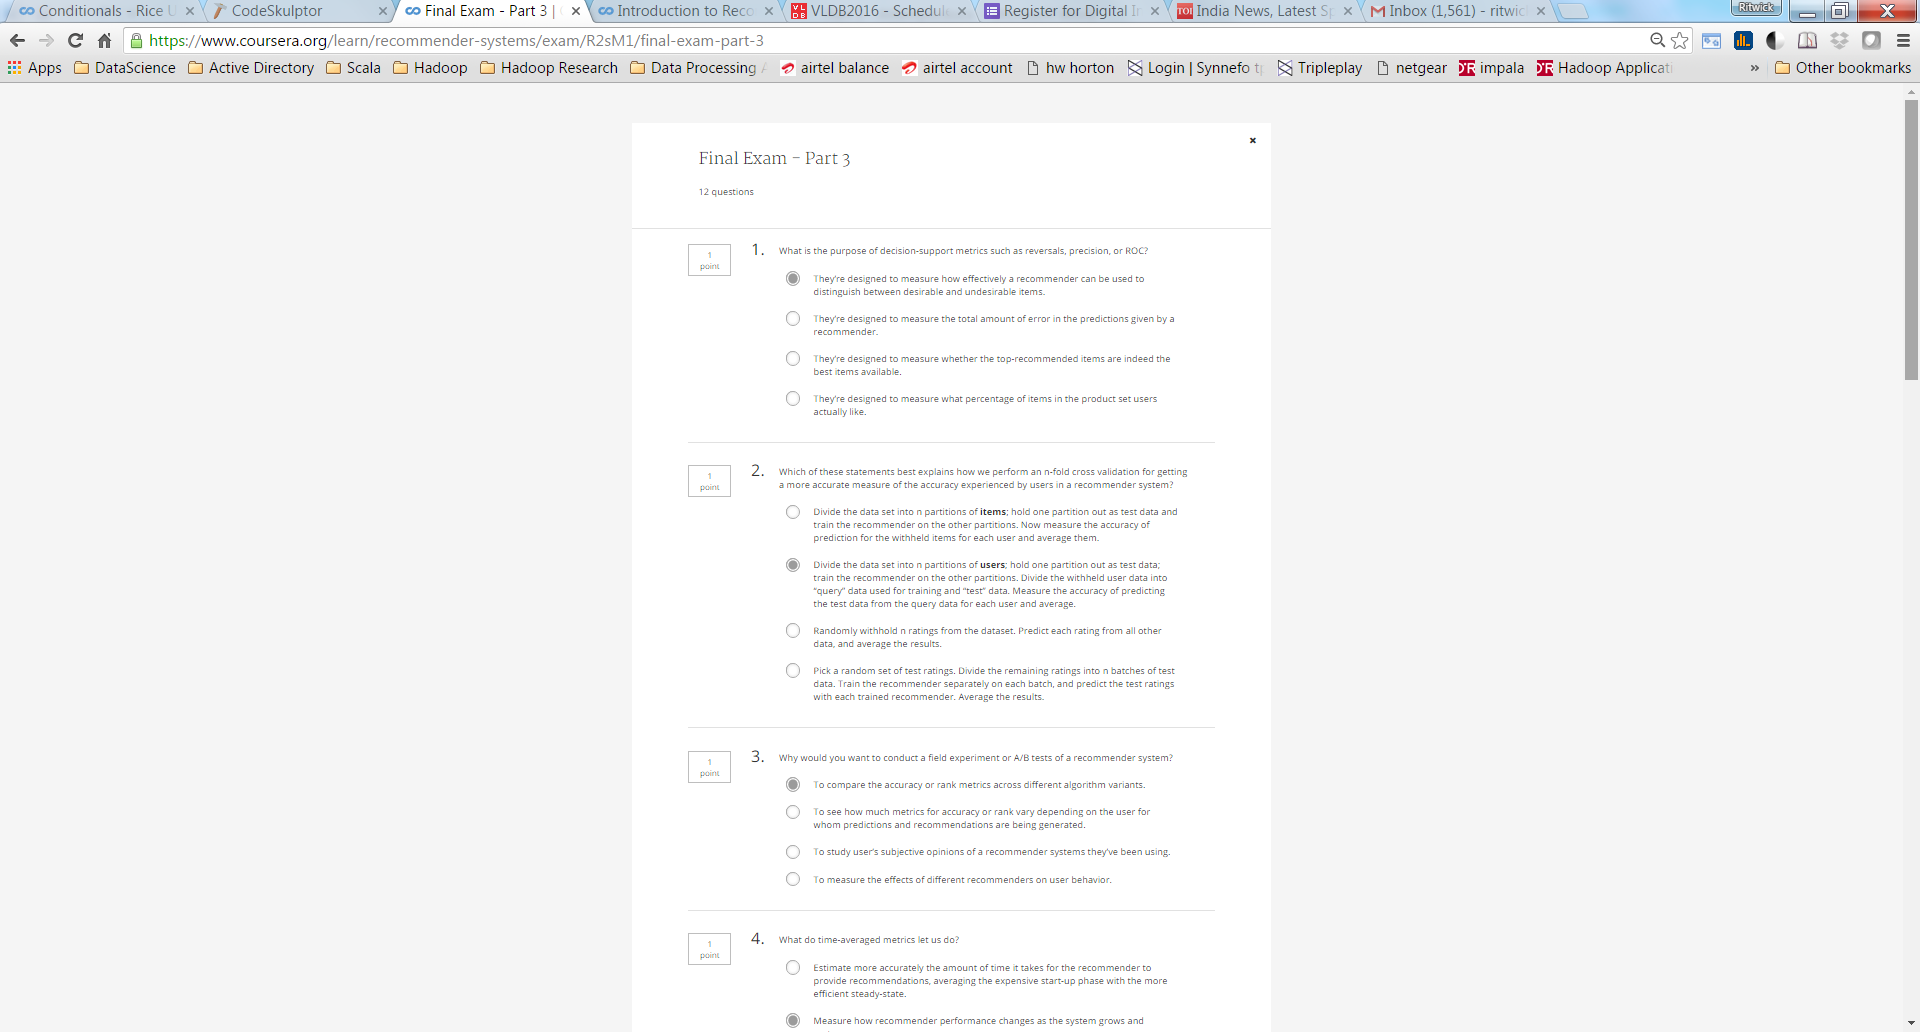 Conditionals - Rice U
CodeSkulptor
Final Exam - Part 3 |
Introduction to Reco
VLDB2016 - Schedule
Register for Digital I
India News, Latest Sp
Inbox (1,561) - ritwic
Ritwick
https://www.coursera.org/learn/recommender-systems/exam/R2sM1/final-exam-part-3
Apps
DataScience
Active Directory
Scala
Hadoop
Hadoop Research
Data Processing
airtel balance
airtel account
hw horton
Login | Synnefo
Tripleplay
netgear
impala
Hadoop Applicati
» Other bookmarks
Final Exam - Part 3
12 questions
1 point
1. What is the purpose of decision-support metrics such as reversals, precision, or ROC?
They're designed to measure how effectively a recommender can be used to
distinguish between desirable and undesirable items.
They're designed to measure the total amount of error in the predictions given by a
recommender.
They're designed to measure whether the top-recommended items are indeed the
best items available.
They're designed to measure what percentage of items in the product set users
actually like.
1 point
2. Which of these statements best explains how we perform an n-fold cross validation for getting
a more accurate measure of the accuracy experienced by users in a recommender system?
Divide the data set into n partitions of items; hold one partition out as test data and
train the recommender on the other partitions. Now measure the accuracy of
prediction for the withheld items for each user and average them.
Divide the data set into n partitions of users; hold one partition out as test data;
train the recommender on the other partitions. Divide the withheld user data into
"query" data used for training and "test" data. Measure the accuracy of predicting
the test data from the query data for each user and average.
Randomly withhold n ratings from the dataset. Predict each rating from all other
data, and average the results.
Pick a random set of test ratings. Divide the remaining ratings into n batches of test
data. Train the recommender separately on each batch, and predict the test ratings
with each trained recommender. Average the results.
1 point
3. Why would you want to conduct a field experiment or A/B tests of a recommender system?
To compare the accuracy or rank metrics across different algorithm variants.
To see how much metrics for accuracy or rank vary depending on the user for
whom predictions and recommendations are being generated.
To study user's subjective opinions of a recommender systems they've been using.
To measure the effects of different recommenders on user behavior.
1 point
4. What do time-averaged metrics let us do?
Estimate more accurately the amount of time it takes for the recommender to
provide recommendations, averaging the expensive start-up phase with the more
efficient steady-state.
Measure how recommender performance changes as the system grows and